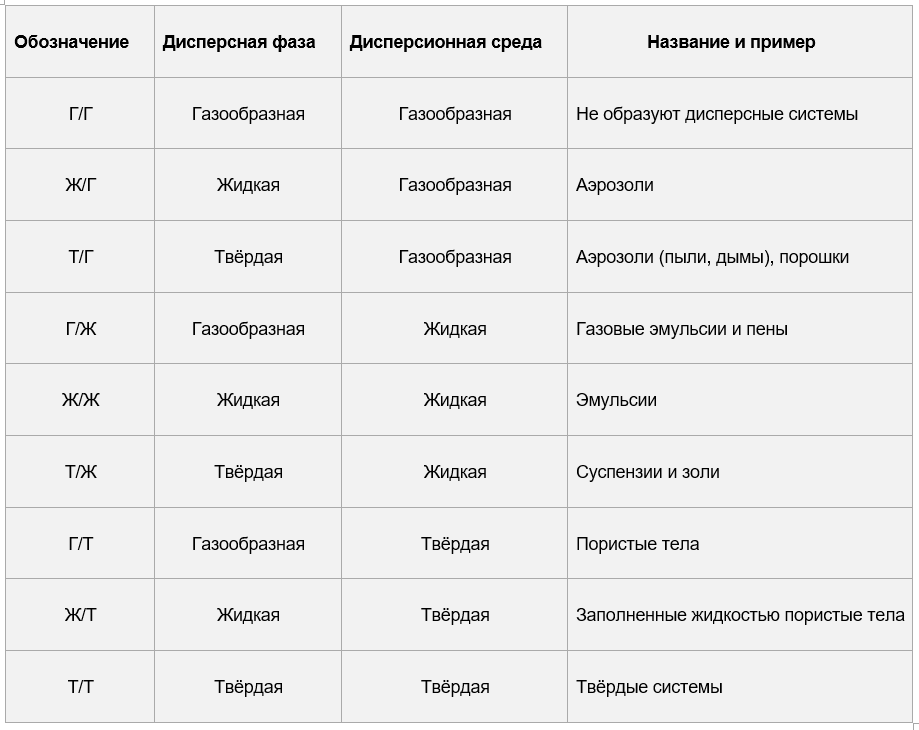 Обозначение Дисперсная фаза Дисперсионная среда Название и пример
Г/Г Газообразная Газообразная Не образуют дисперсные системы
Ж/Г Жидкая Газообразная Аэрозоли
Т/Г Твёрдая Газообразная Аэрозоли (пыли, дымы), порошки
Г/Ж Газообразная Жидкая Газовые эмульсии и пены
Ж/Ж Жидкая Жидкая Эмульсии
Т/Ж Твёрдая Жидкая Суспензии и золи
Г/Т Газообразная Твёрдая Пористые тела
Ж/Т Жидкая Твёрдая Заполненные жидкостью пористые тела
Т/Т Твёрдая Твёрдая Твёрдые системы